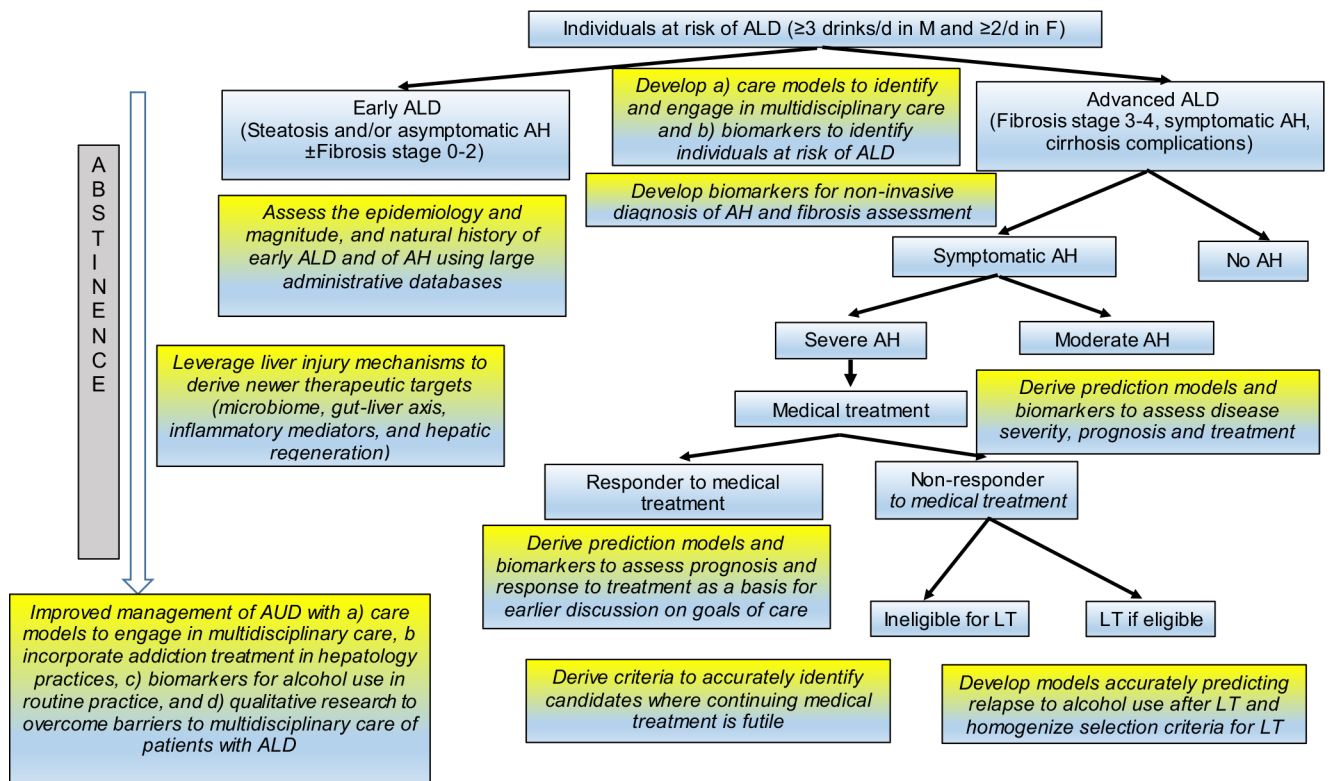 Individuals at risk of ALD (≥3 drinks/d in M and ≥2/d in F)
Early ALD
(Steatosis and/or asymptomatic AH
±Fibrosis stage 0-2)
Develop a) care models to identify
and engage in multidisciplinary care
and b) biomarkers to identify
individuals at risk of ALD
Advanced ALD
(Fibrosis stage 3-4, symptomatic AH,
cirrhosis complications)
A
B
S
T
I
N
E
N
C
E
Develop biomarkers for non-invasive
diagnosis of AH and fibrosis assessment
Assess the epidemiology and
magnitude, and natural history of
early ALD and of AH using large
administrative databases
Symptomatic AH
No AH
Severe AH
Moderate AH
Leverage liver injury mechanisms to
derive newer therapeutic targets
(microbiome, gut-liver axis,
inflammatory mediators, and hepatic
regeneration)
Medical treatment
Derive prediction models and
biomarkers to assess disease
severity, prognosis and treatment
Responder to medical
treatment
Non-responder
to medical treatment
Derive prediction models and
biomarkers to assess prognosis and
response to treatment as a basis for
earlier discussion on goals of care
Ineligible for LT
LT if eligible
Improved management of AUD with a) care
models to engage in multidisciplinary care, b
incorporate addiction treatment in hepatology
practices, c) biomarkers for alcohol use in
routine practice, and d) qualitative research to
overcome barriers to multidisciplinary care of
patients with ALD
Derive criteria to accurately identify
candidates where continuing medical
treatment is futile
Develop models accurately predicting
relapse to alcohol use after LT and
homogenize selection criteria for LT